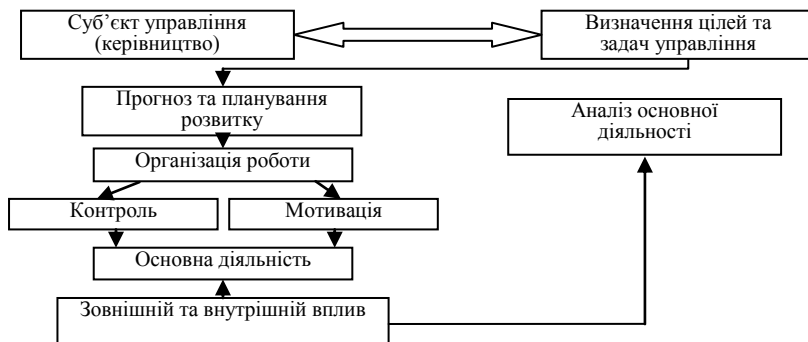 Суб’єкт управління
(керівництво)
Визначення цілей та
задач управління
Прогноз та планування
розвитку
Аналіз основної
діяльності
Організація роботи
Контроль
Мотивація
Основна діяльність
Зовнішній та внутрішній вплив